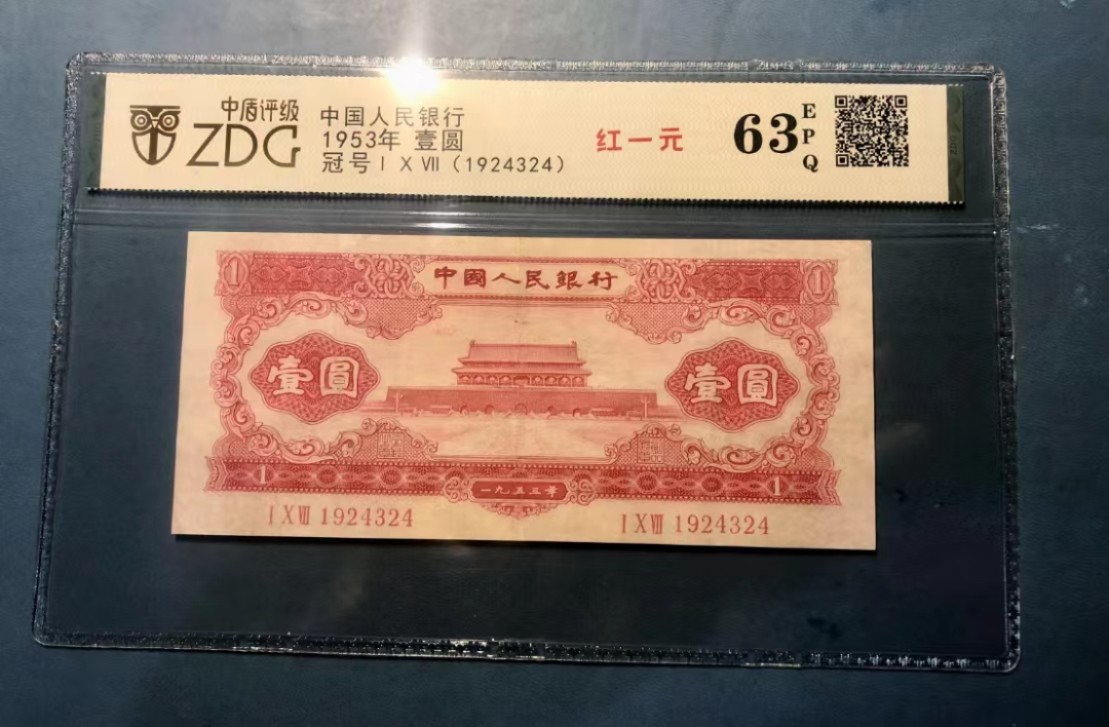 中盾评级
ZDG
中国人民银行
1953年 壹圆
冠号 I X VII (1924324)
红一元
63 EPQ
1 中國人民銀行 1
壹圓 壹圓
1 一九五三年 1
I X VII 1924324 I X VII 1924324